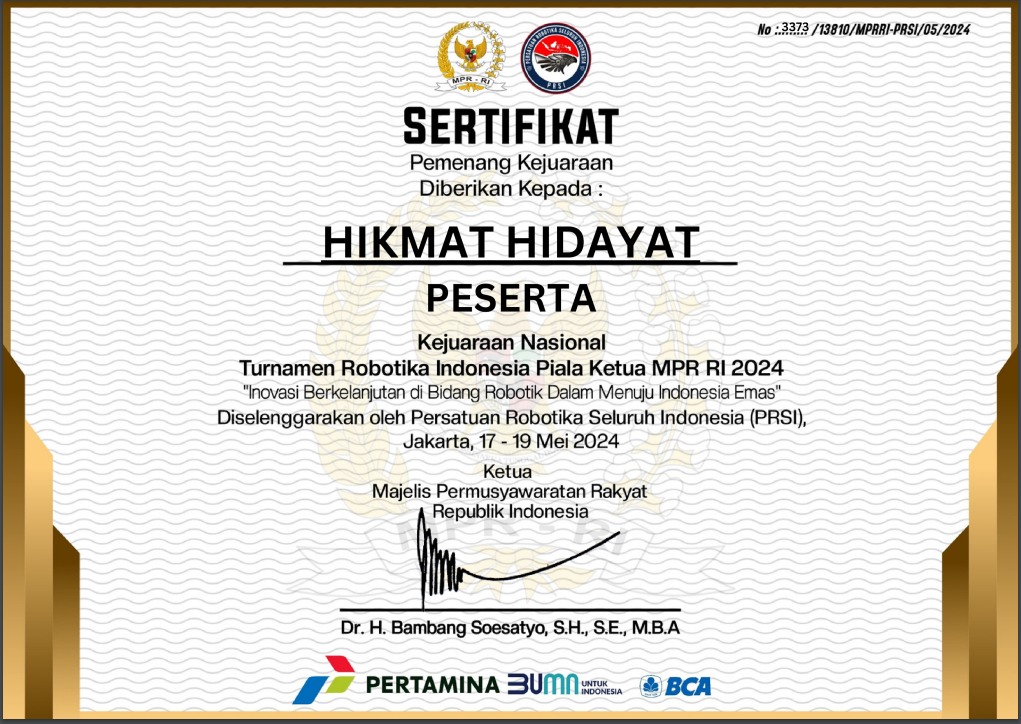 No :..3373.../13810/MPRRI-PRSI/05/2024
MPR - RI
PERSATUAN ROBOTIKA SELURUH INDONESIA
PRSI
SERTIFIKAT
Pemenang Kejuaraan
Diberikan Kepada :
HIKMAT HIDAYAT
PESERTA
Kejuaraan Nasional
Turnamen Robotika Indonesia Piala Ketua MPR RI 2024
"Inovasi Berkelanjutan di Bidang Robotik Dalam Menuju Indonesia Emas"
Diselenggarakan oleh Persatuan Robotika Seluruh Indonesia (PRSI),
Jakarta, 17 - 19 Mei 2024
Ketua
Majelis Permusyawaratan Rakyat
Republik Indonesia
MPR - RI
Dr. H. Bambang Soesatyo, S.H., S.E., M.B.A
PERTAMINA
BUMN UNTUK
INDONESIA
BCA